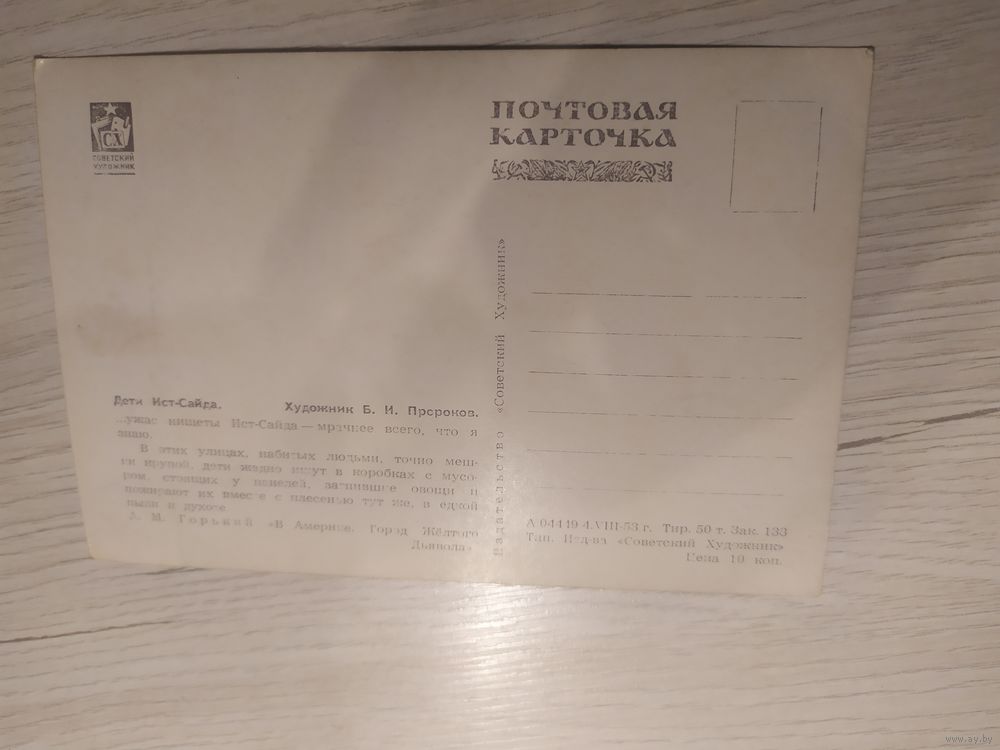 СХ
СОВЕТСКИЙ
ХУДОЖНИК
ПОЧТОВАЯ
КАРТОЧКА
Издательство «Советский Художник»
Дети Ист-Сайда. Художник Б. И. Пророков.
...ужас нищеты Ист-Сайда — мрачнее всего, что я
знаю.
В этих улицах, набитых людьми, точно меш-
ки крупой, дети жадно ищут в коробках с мусо-
ром, стоящих у панелей, загнившие овощи и
пожирают их вместе с плесенью тут же, в едкой
пыли и духоте.
А. М. Горький «В Америке. Город Жёлтого
Дьявола»
А 04419 4.VIII-53 г. Тир. 50 т. Зак. 133
Тип. Изд-ва «Советский Художник»
Цена 10 коп.
www.ay.by